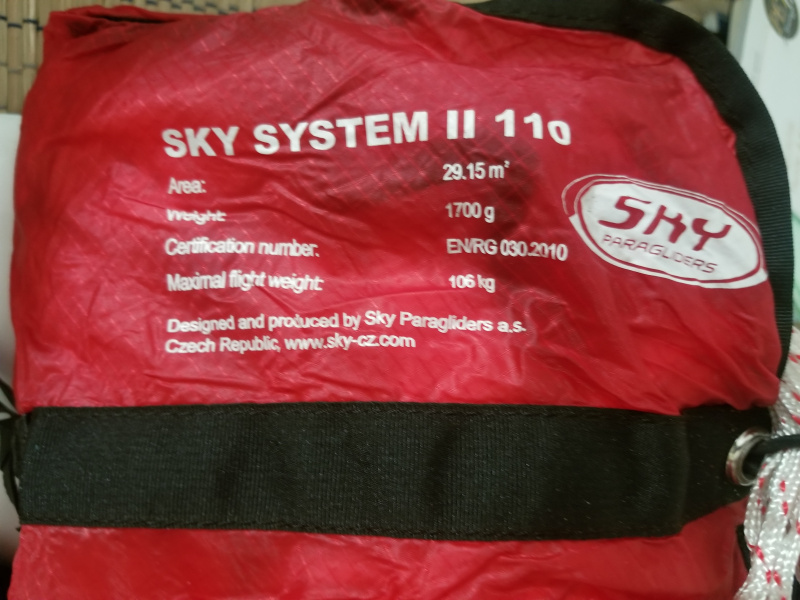 SKY SYSTEM II 110
Area: 29.15 m²
Weight: 1700 g
Certification number: EN/RG 030.2010
Maximal flight weight: 106 kg
Designed and produced by Sky Paragliders a.s.
Czech Republic, www.sky-cz.com
SKY
PARAGLIDERS